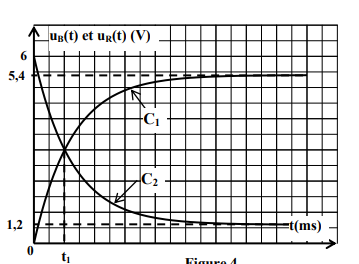 u_B(t) et u_R(t) (V)
6
5,4
C₁
C₂
1,2
t(ms)
0
t₁
Figure 4